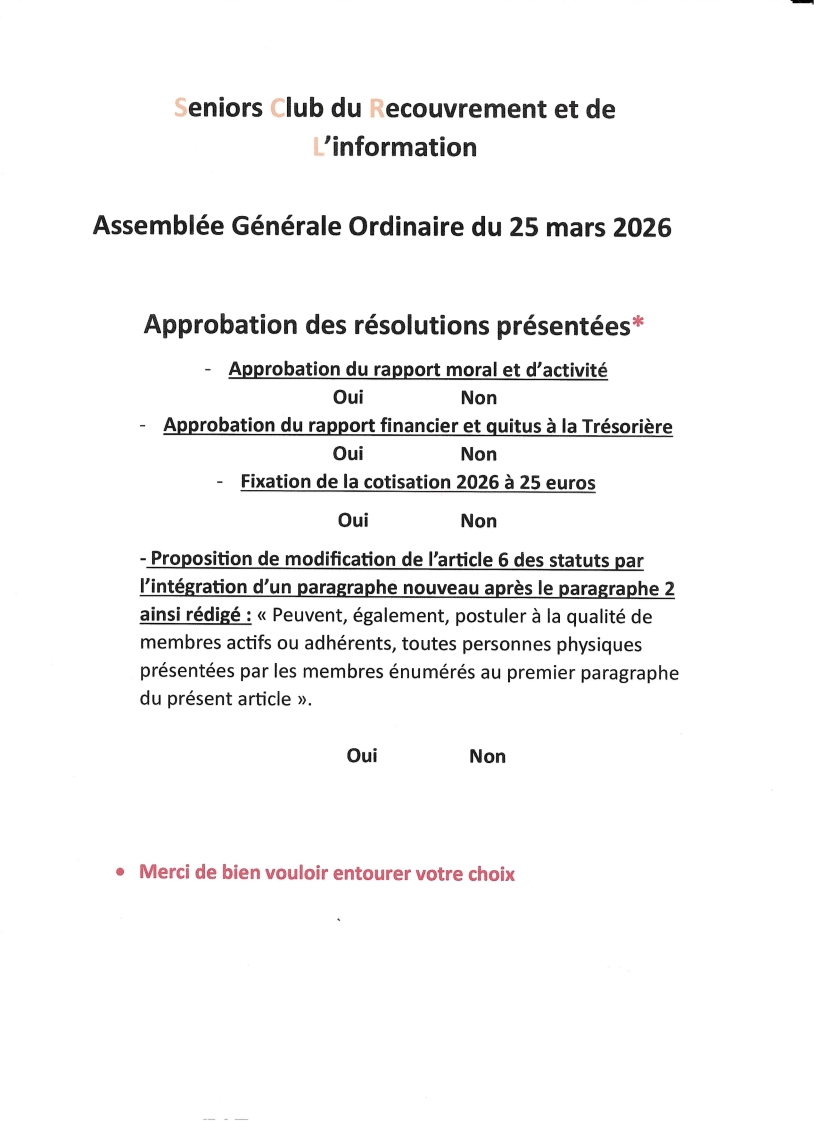 Seniors Club du Recouvrement et de
L'information
Assemblée Générale Ordinaire du 25 mars 2026
Approbation des résolutions présentées*
- Approbation du rapport moral et d'activité
Oui Non
- Approbation du rapport financier et quitus à la Trésorière
Oui Non
- Fixation de la cotisation 2026 à 25 euros
Oui Non
- Proposition de modification de l'article 6 des statuts par
l'intégration d'un paragraphe nouveau après le paragraphe 2
ainsi rédigé : « Peuvent, également, postuler à la qualité de
membres actifs ou adhérents, toutes personnes physiques
présentées par les membres énumérés au premier paragraphe
du présent article ».
Oui Non
• Merci de bien vouloir entourer votre choix